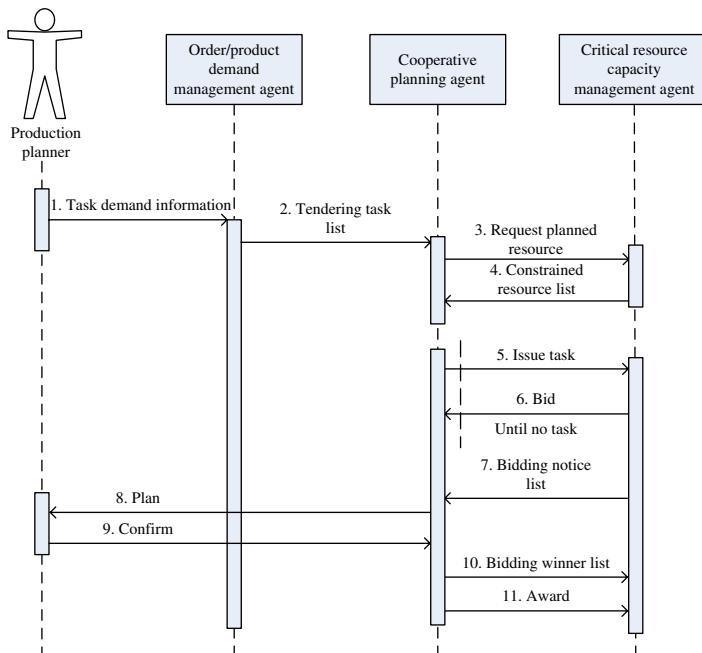 Order/product
demand
management agent
Cooperative
planning agent
Critical resource
capacity
management agent
Production
planner
1. Task demand information
2. Tendering task
list
3. Request planned
resource
4. Constrained
resource list
5. Issue task
6. Bid
Until no task
7. Bidding notice
list
8. Plan
9. Confirm
10. Bidding winner list
11. Award